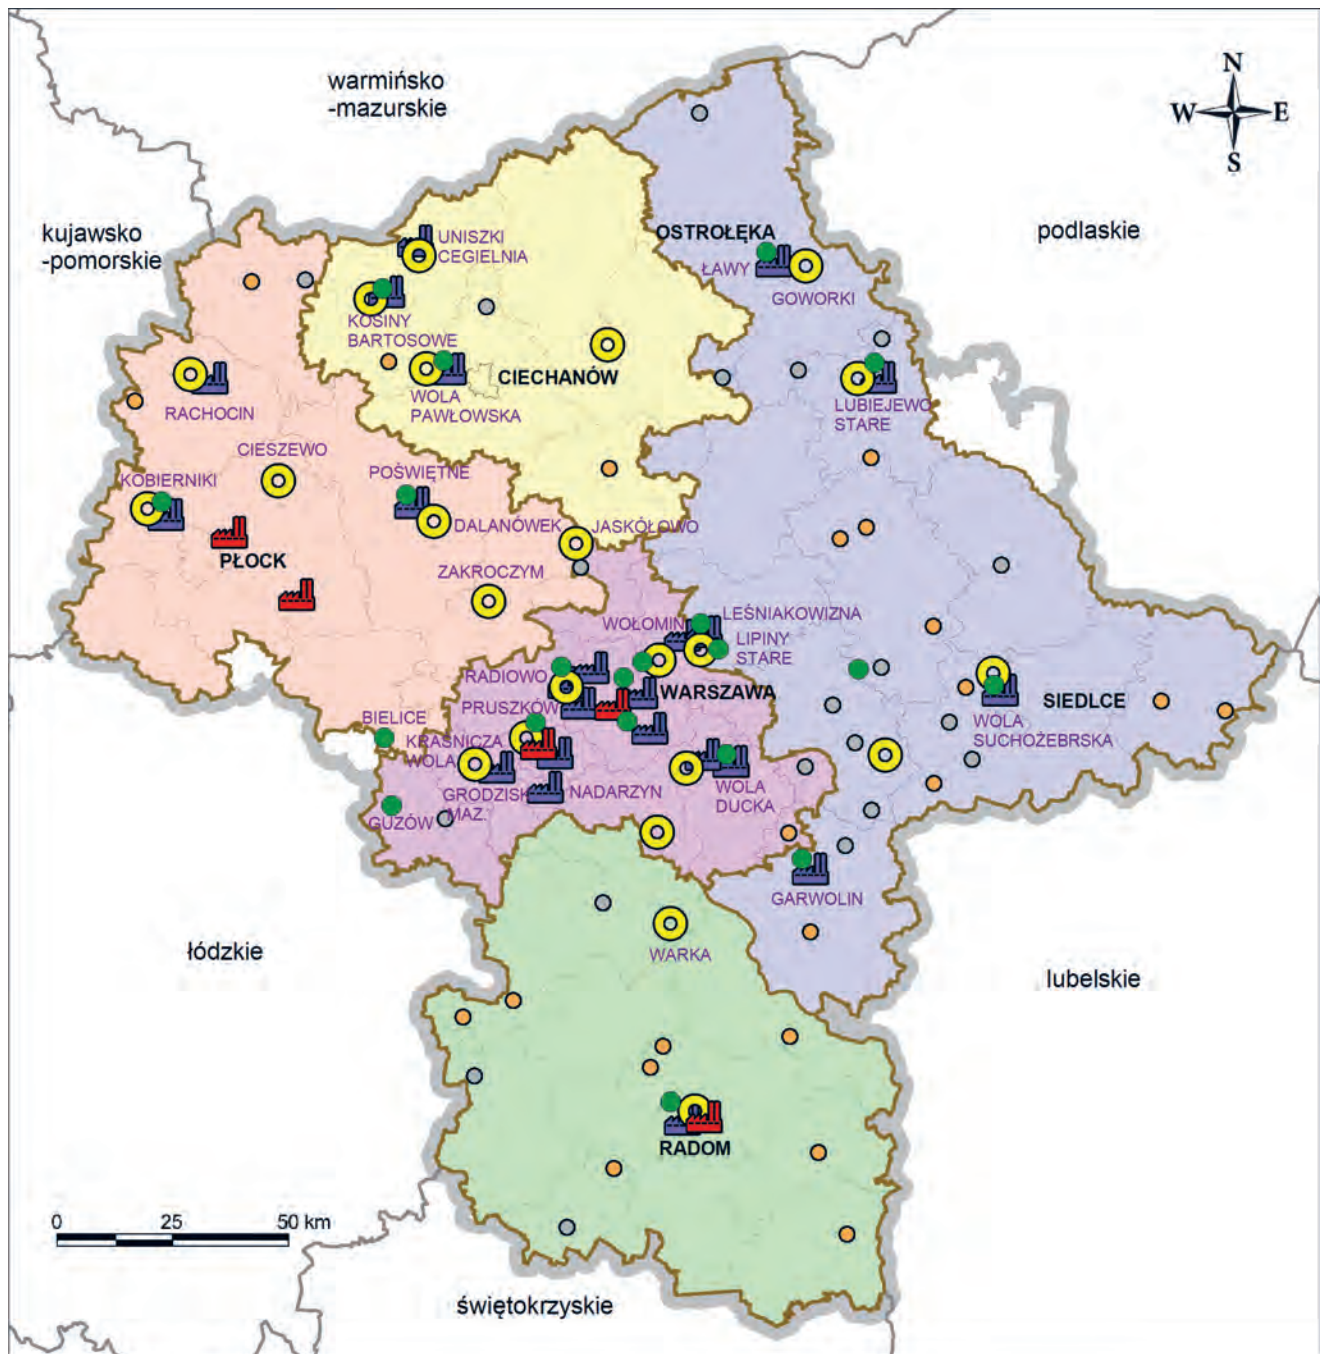 warmińsko
-mazurskie
N
W
E
S
kujawsko
-pomorskie
podlaskie
OSTROŁĘKA
ŁAWY
GOWORKI
UNISZKI
CEGIELNIA
KOSINY
BARTOSOWE
CIECHANÓW
WOLA
PAWŁOWSKA
RACHOCIN
LUBIEJEWO
STARE
CIESZEWO
KOBIERNIKI
POŚWIĘTNE
DALANÓWEK
JASKÓŁOWO
PŁOCK
ZAKROCZYM
WOŁOMIN
LEŚNIAKOWIZNA
LIPINY
STARE
RADIOWO
WARSZAWA
PRUSZKÓW
BIELICE
KRAŚNICZA
WOLA
GRODZISK
MAZ.
NADARZYN
WOLA
DUCKA
GUZÓW
SIEDLCE
WOLA
SUCHOŻEBRSKA
GARWOLIN
WARKA
łódzkie
lubelskie
RADOM
0 25 50 km
świętokrzyskie